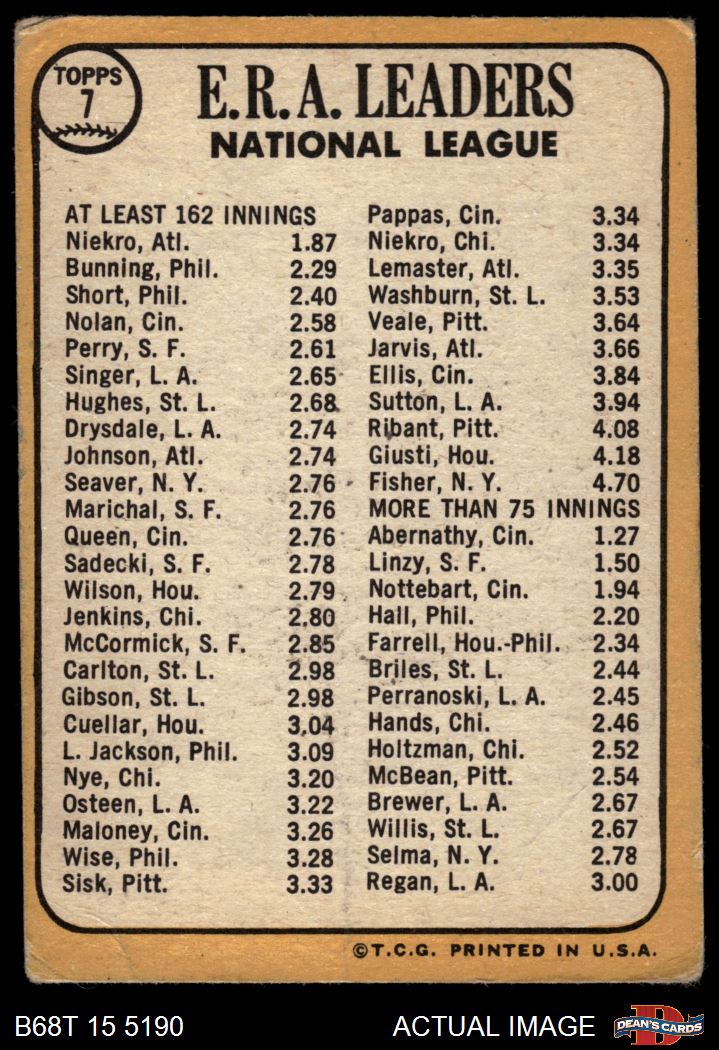 TOPPS
7
E.R.A. LEADERS
NATIONAL LEAGUE
AT LEAST 162 INNINGS
Niekro, Atl. 1.87
Bunning, Phil. 2.29
Short, Phil. 2.40
Nolan, Cin. 2.58
Perry, S. F. 2.61
Singer, L. A. 2.65
Hughes, St. L. 2.68
Drysdale, L. A. 2.74
Johnson, Atl. 2.74
Seaver, N. Y. 2.76
Marichal, S. F. 2.76
Queen, Cin. 2.76
Sadecki, S. F. 2.78
Wilson, Hou. 2.79
Jenkins, Chi. 2.80
McCormick, S. F. 2.85
Carlton, St. L. 2.98
Gibson, St. L. 2.98
Cuellar, Hou. 3.04
L. Jackson, Phil. 3.09
Nye, Chi. 3.20
Osteen, L. A. 3.22
Maloney, Cin. 3.26
Wise, Phil. 3.28
Sisk, Pitt. 3.33
Pappas, Cin. 3.34
Niekro, Chi. 3.34
Lemaster, Atl. 3.35
Washburn, St. L. 3.53
Veale, Pitt. 3.64
Jarvis, Atl. 3.66
Ellis, Cin. 3.84
Sutton, L. A. 3.94
Ribant, Pitt. 4.08
Giusti, Hou. 4.18
Fisher, N. Y. 4.70
MORE THAN 75 INNINGS
Abernathy, Cin. 1.27
Linzy, S. F. 1.50
Nottebart, Cin. 1.94
Hall, Phil. 2.20
Farrell, Hou.-Phil. 2.34
Briles, St. L. 2.44
Perranoski, L. A. 2.45
Hands, Chi. 2.46
Holtzman, Chi. 2.52
McBean, Pitt. 2.54
Brewer, L. A. 2.67
Willis, St. L. 2.67
Selma, N. Y. 2.78
Regan, L. A. 3.00
©T.C.G. PRINTED IN U.S.A.
B68T 15 5190 ACTUAL IMAGE D DEAN'S CARDS